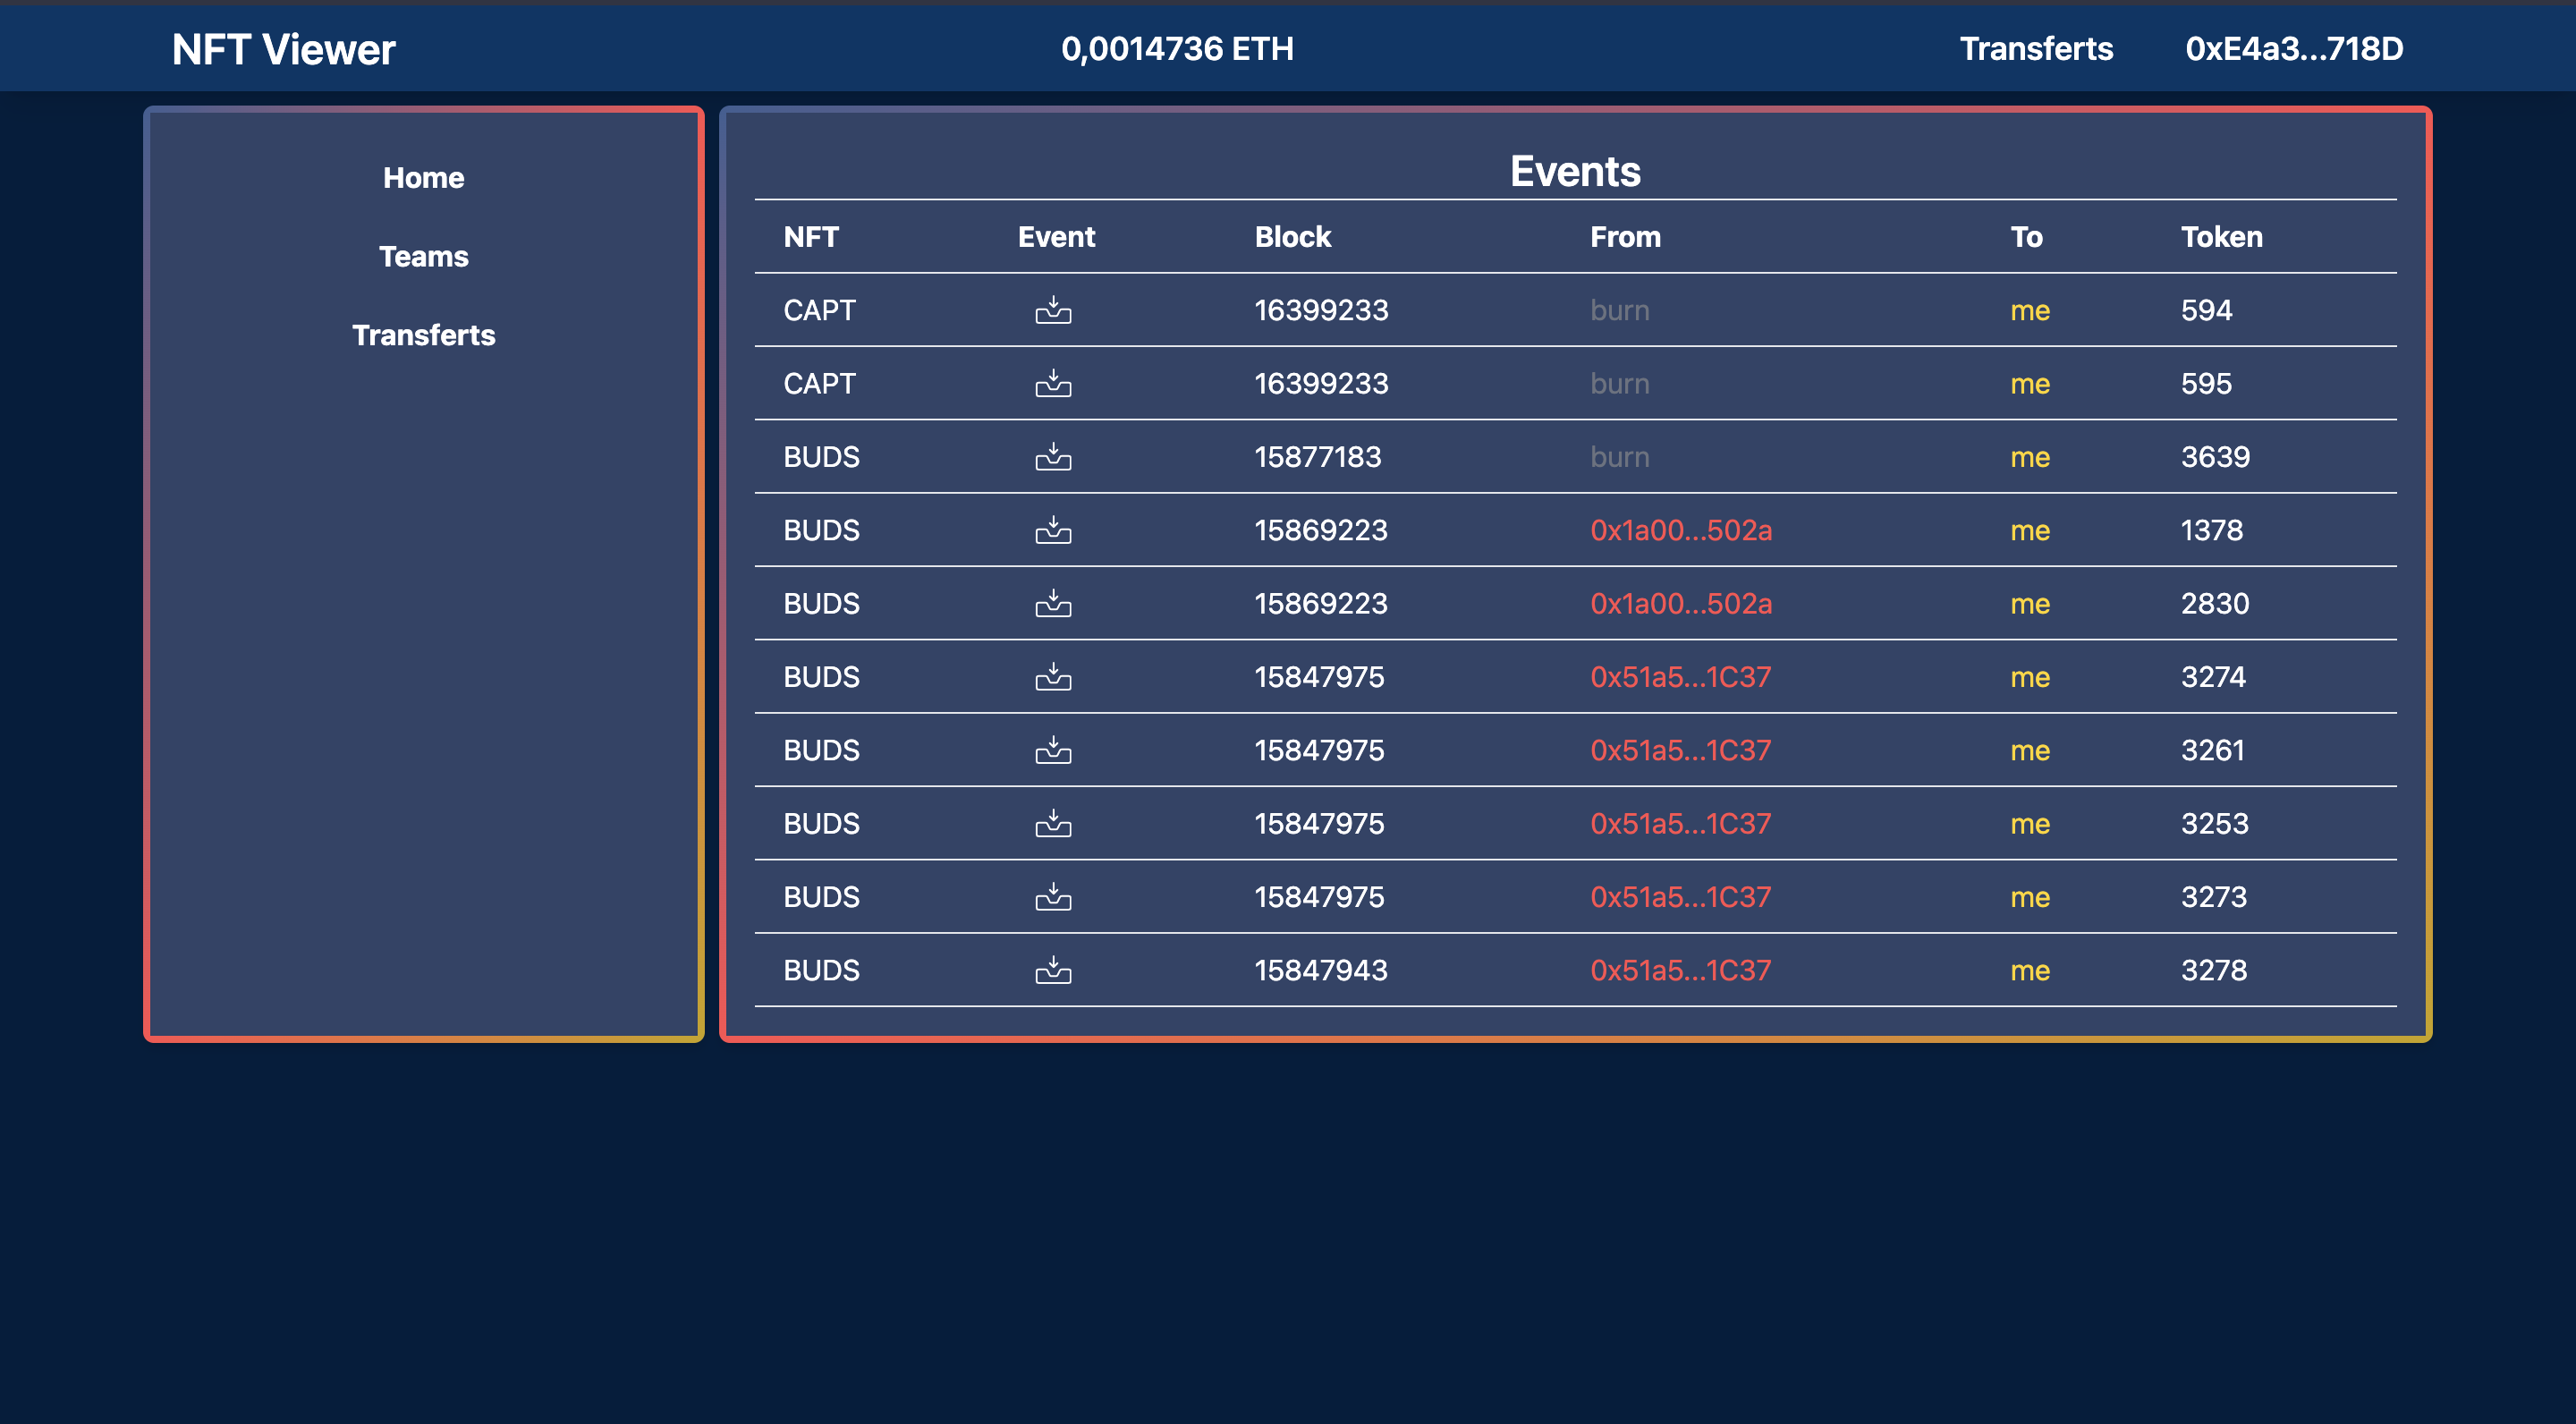 NFT Viewer 0,0014736 ETH Transferts 0xE4a3...718D
Home
Teams
Transferts
Events
NFT Event Block From To Token
CAPT 16399233 burn me 594
CAPT 16399233 burn me 595
BUDS 15877183 burn me 3639
BUDS 15869223 0x1a00...502a me 1378
BUDS 15869223 0x1a00...502a me 2830
BUDS 15847975 0x51a5...1C37 me 3274
BUDS 15847975 0x51a5...1C37 me 3261
BUDS 15847975 0x51a5...1C37 me 3253
BUDS 15847975 0x51a5...1C37 me 3273
BUDS 15847943 0x51a5...1C37 me 3278